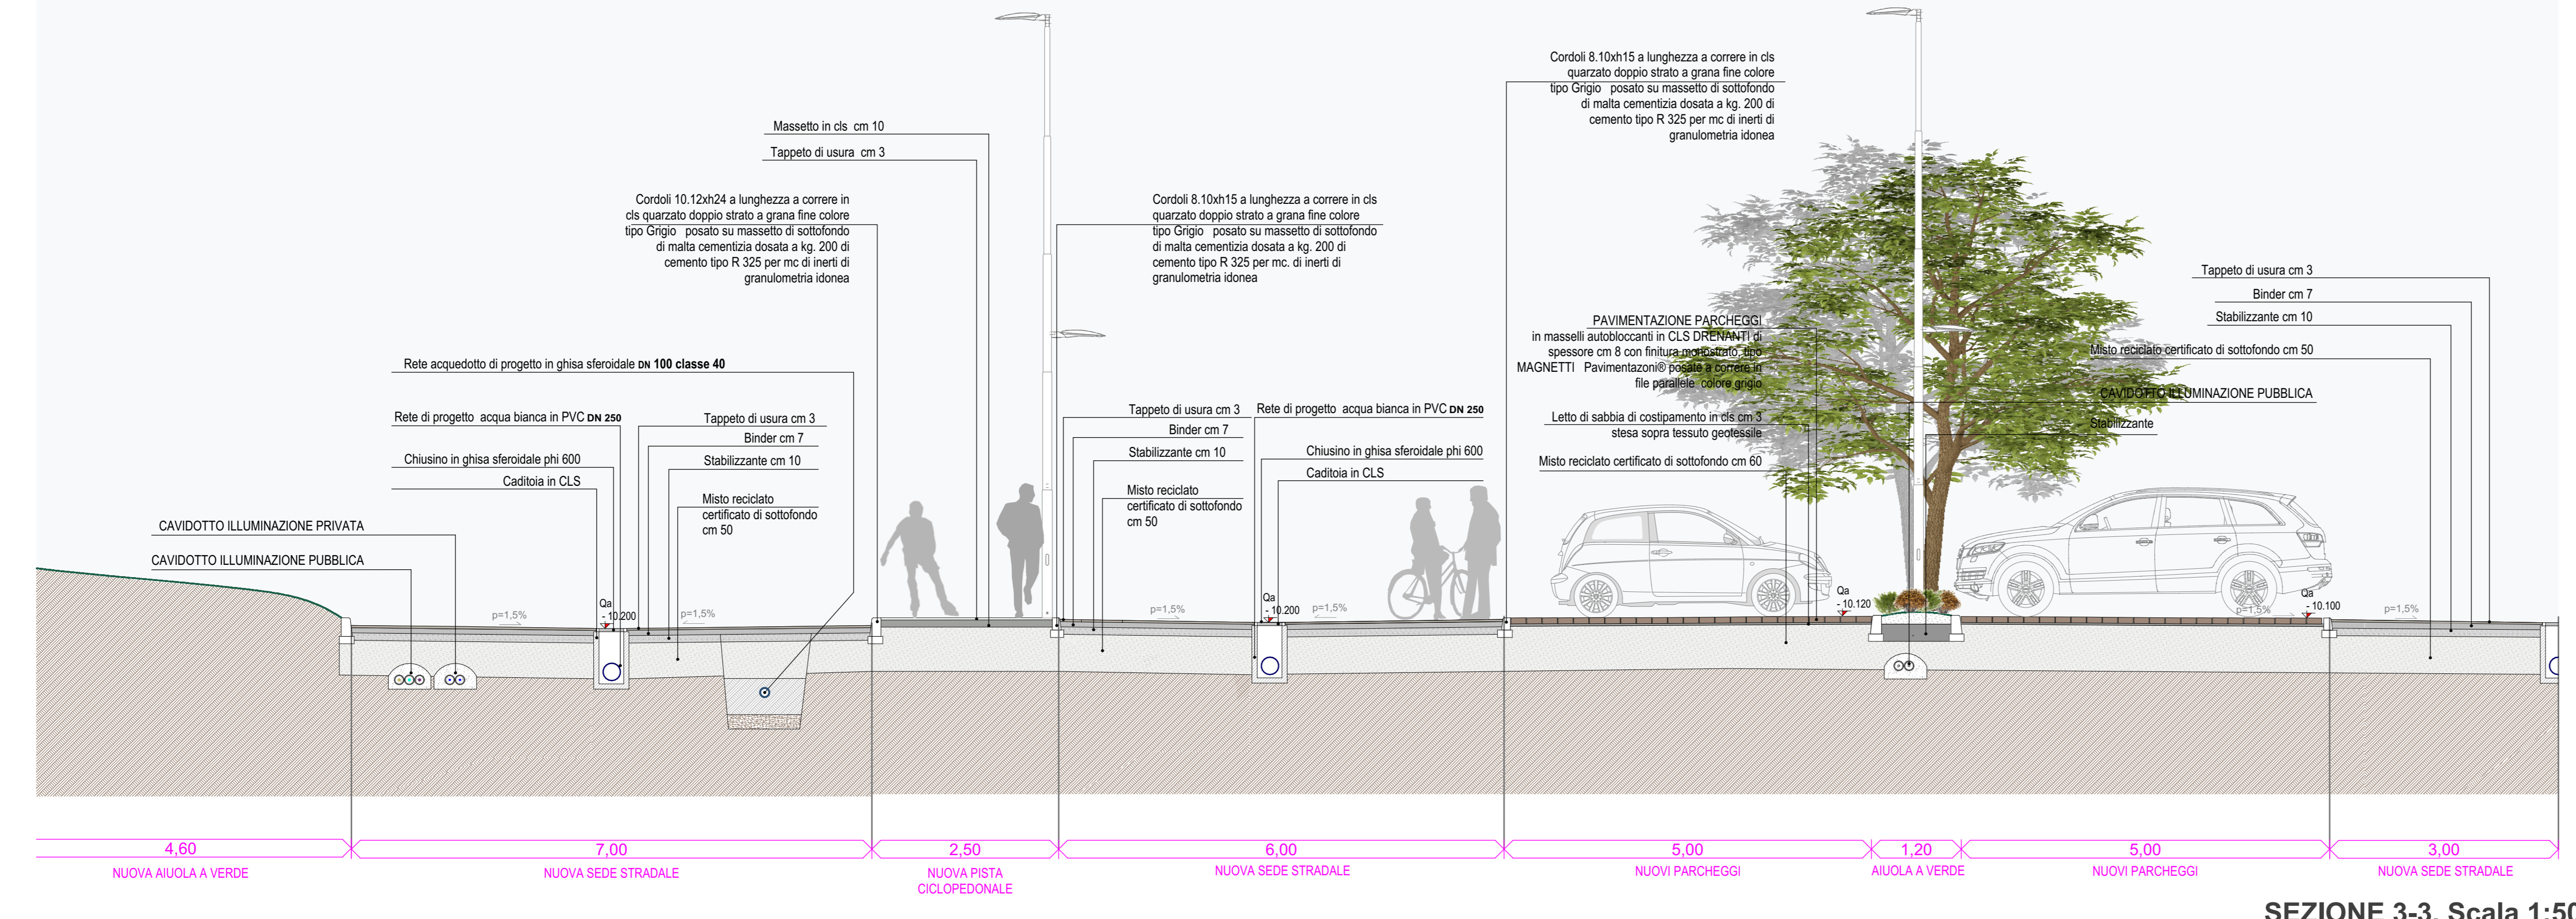 Massetto in cls cm 10
Tappeto di usura cm 3
Cordoli 10.12xh24 a lunghezza a correre in
cls quarzato doppio strato a grana fine colore
tipo Grigio posato su massetto di sottofondo
di malta cementizia dosata a kg. 200 di
cemento tipo R 325 per mc di inerti di
granulometria idonea
Cordoli 8.10xh15 a lunghezza a correre in cls
quarzato doppio strato a grana fine colore
tipo Grigio posato su massetto di sottofondo
di malta cementizia dosata a kg. 200 di
cemento tipo R 325 per mc. di inerti di
granulometria idonea
Cordoli 8.10xh15 a lunghezza a correre in cls
quarzato doppio strato a grana fine colore
tipo Grigio posato su massetto di sottofondo
di malta cementizia dosata a kg. 200 di
cemento tipo R 325 per mc di inerti di
granulometria idonea
Rete acquedotto di progetto in ghisa sferoidale DN 100 classe 40
Rete di progetto acqua bianca in PVC DN 250
Chiusino in ghisa sferoidale phi 600
Caditoia in CLS
Tappeto di usura cm 3
Binder cm 7
Stabilizzante cm 10
Misto reciclato
certificato di sottofondo
cm 50
CAVIDOTTO ILLUMINAZIONE PRIVATA
CAVIDOTTO ILLUMINAZIONE PUBBLICA
Tappeto di usura cm 3
Binder cm 7
Stabilizzante cm 10
Misto reciclato
certificato di sottofondo
cm 50
Rete di progetto acqua bianca in PVC DN 250
Chiusino in ghisa sferoidale phi 600
Caditoia in CLS
PAVIMENTAZIONE PARCHEGGI
in masselli autobloccanti in CLS DRENANTI di
spessore cm 8 con finitura monostrato, tipo
MAGNETTI Pavimentazoni® posate a correre in
file parallele colore grigio
Letto di sabbia di costipamento in cls cm 3
stesa sopra tessuto geotessile
Misto reciclato certificato di sottofondo cm 60
Tappeto di usura cm 3
Binder cm 7
Stabilizzante cm 10
Misto reciclato certificato di sottofondo cm 50
CAVIDOTTO ILLUMINAZIONE PUBBLICA
Stabilizzante
p=1,5%
Qa
- 10.200
p=1,5%
p=1,5%
Qa
- 10.200
p=1,5%
Qa
- 10.120
p=1,5%
Qa
- 10.100
p=1,5%
4,60
7,00
2,50
6,00
5,00
1,20
5,00
3,00
NUOVA AIUOLA A VERDE
NUOVA SEDE STRADALE
NUOVA PISTA
CICLOPEDONALE
NUOVA SEDE STRADALE
NUOVI PARCHEGGI
AIUOLA A VERDE
NUOVI PARCHEGGI
NUOVA SEDE STRADALE
SEZIONE 3-3. Scala 1:50